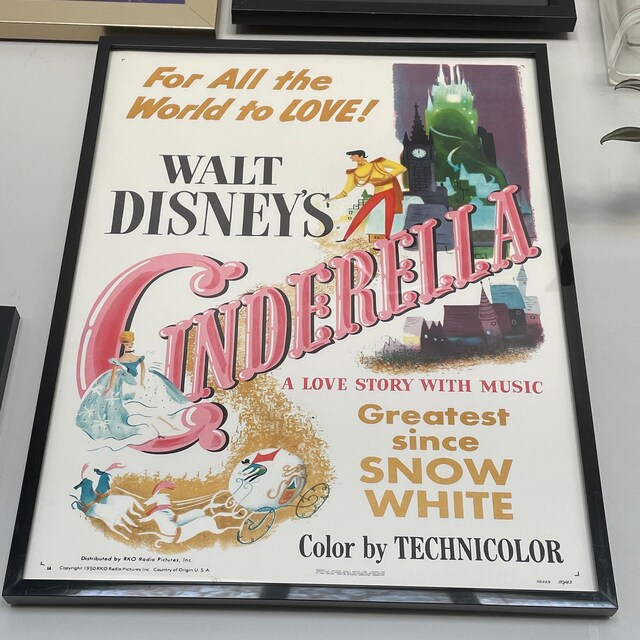 For All the
World to LOVE!
WALT
DISNEY'S
CINDERELLA
A LOVE STORY WITH MUSIC
Greatest
since
SNOW
WHITE
Color by TECHNICOLOR
Distributed by RKO Radio Pictures, Inc.
Copyright 1950 RKO Radio Pictures Inc. Country of Origin U. S. A.